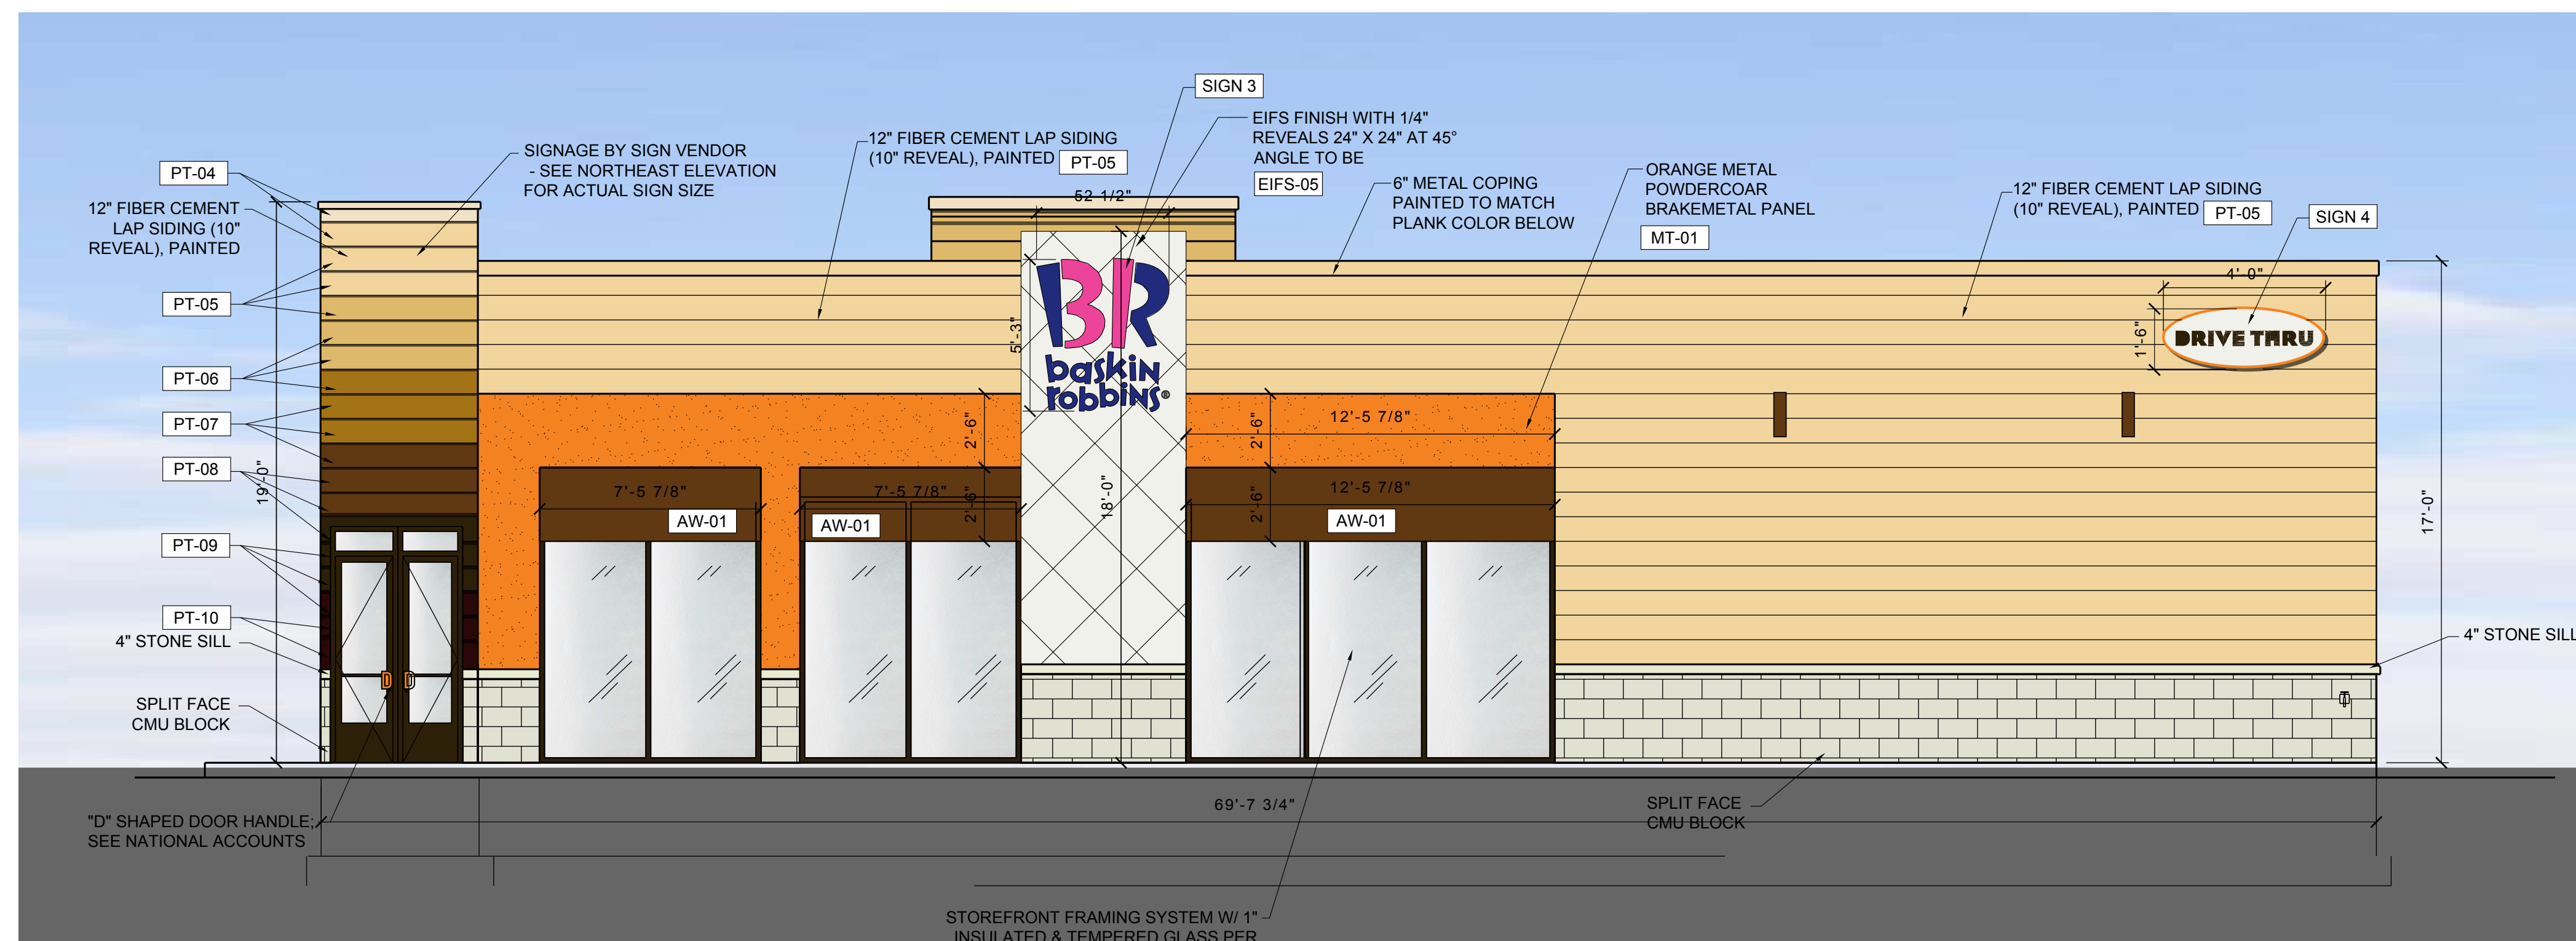 SIGN 3
EIFS FINISH WITH 1/4"
REVEALS 24" X 24" AT 45°
ANGLE TO BE
EIFS-05
12" FIBER CEMENT LAP SIDING
(10" REVEAL), PAINTED PT-05
SIGNAGE BY SIGN VENDOR
- SEE NORTHEAST ELEVATION
FOR ACTUAL SIGN SIZE
PT-04
12" FIBER CEMENT
LAP SIDING (10"
REVEAL), PAINTED
52 1/2"
6" METAL COPING
PAINTED TO MATCH
PLANK COLOR BELOW
ORANGE METAL
POWDERCOAR
BRAKEMETAL PANEL
MT-01
12" FIBER CEMENT LAP SIDING
(10" REVEAL), PAINTED PT-05
SIGN 4
4'-0"
1'-6"
DRIVE THRU
PT-05
PT-06
PT-07
PT-08
PT-09
PT-10
4" STONE SILL
SPLIT FACE
CMU BLOCK
19'-0"
5'-3"
BR
baskin
robbins®
2'-6"
2'-6"
12'-5 7/8"
7'-5 7/8"
7'-5 7/8"
2'-6"
18'-0"
2'-6"
12'-5 7/8"
AW-01
AW-01
AW-01
17'-0"
4" STONE SILL
69'-7 3/4"
"D" SHAPED DOOR HANDLE;
SEE NATIONAL ACCOUNTS
SPLIT FACE
CMU BLOCK
STOREFRONT FRAMING SYSTEM W/ 1"
INSULATED & TEMPERED GLASS PER